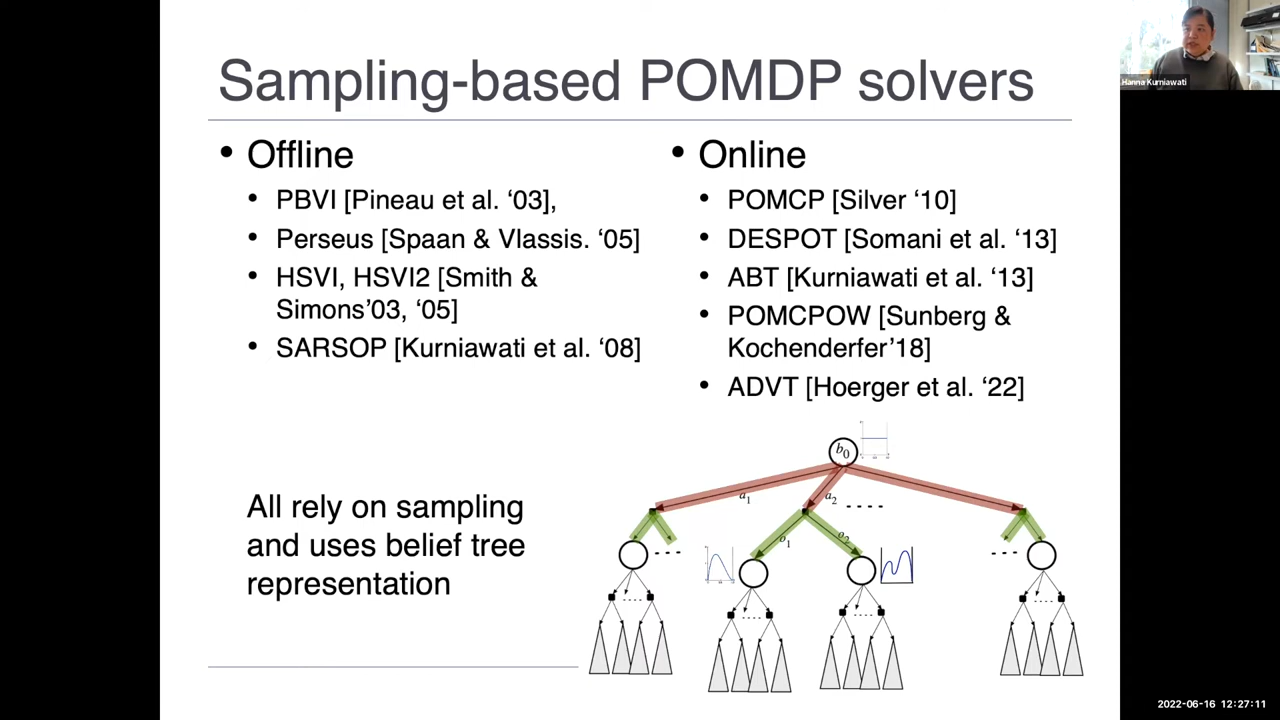 Sampling-based POMDP solvers
• Offline
• PBVI [Pineau et al. ‘03],
• Perseus [Spaan & Vlassis. ‘05]
• HSVI, HSVI2 [Smith &
Simons’03, ‘05]
• SARSOP [Kurniawati et al. ‘08]
• Online
• POMCP [Silver ‘10]
• DESPOT [Somani et al. ‘13]
• ABT [Kurniawati et al. ‘13]
• POMCPOW [Sunberg &
Kochenderfer’18]
• ADVT [Hoerger et al. ‘22]
All rely on sampling
and uses belief tree
representation
b0
a1
a2
o1
o2
Hanna Kurniawati
2022-06-16 12:27:11